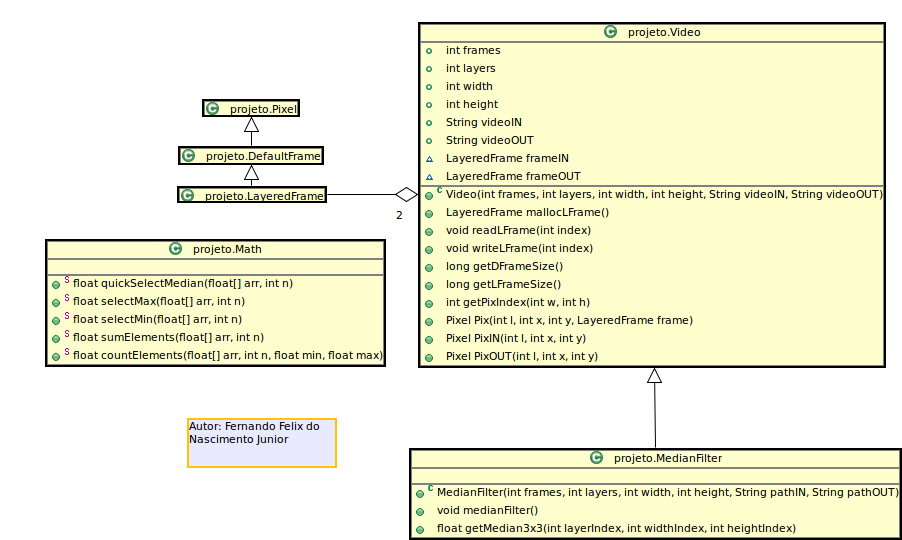 projeto.Video
int frames
int layers
int width
int height
String videoIN
String videoOUT
LayeredFrame frameIN
LayeredFrame frameOUT
Video(int frames, int layers, int width, int height, String videoIN, String videoOUT)
LayeredFrame mallocLFrame()
void readLFrame(int index)
void writeLFrame(int index)
long getDFrameSize()
long getLFrameSize()
int getPixIndex(int w, int h)
Pixel Pix(int l, int x, int y, LayeredFrame frame)
Pixel PixIN(int l, int x, int y)
Pixel PixOUT(int l, int x, int y)
projeto.Pixel
projeto.DefaultFrame
projeto.LayeredFrame
2
projeto.Math
float quickSelectMedian(float[] arr, int n)
float selectMax(float[] arr, int n)
float selectMin(float[] arr, int n)
float sumElements(float[] arr, int n)
float countElements(float[] arr, int n, float min, float max)
Autor: Fernando Felix do
Nascimento Junior
projeto.MedianFilter
MedianFilter(int frames, int layers, int width, int height, String pathIN, String pathOUT)
void medianFilter()
float getMedian3x3(int layerIndex, int widthIndex, int heightIndex)